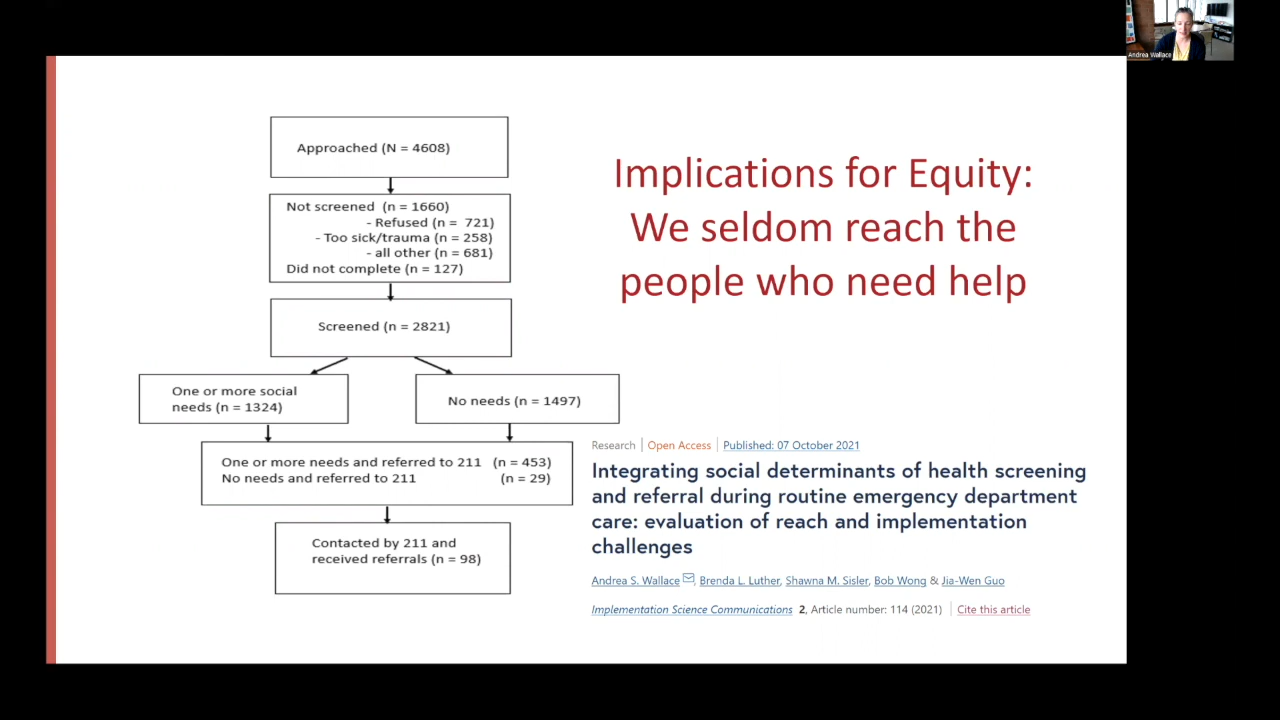 Andrea Wallace
Approached (N = 4608)
Not screened (n = 1660)
- Refused (n = 721)
- Too sick/trauma (n = 258)
- all other (n = 681)
Did not complete (n = 127)
Screened (n = 2821)
One or more social
needs (n = 1324)
No needs (n = 1497)
One or more needs and referred to 211 (n = 453)
No needs and referred to 211 (n = 29)
Contacted by 211 and
received referrals (n = 98)
Implications for Equity:
We seldom reach the
people who need help
Research | Open Access | Published: 07 October 2021
Integrating social determinants of health screening
and referral during routine emergency department
care: evaluation of reach and implementation
challenges
Andrea S. Wallace, Brenda L. Luther, Shawna M. Sisler, Bob Wong & Jia-Wen Guo
Implementation Science Communications 2, Article number: 114 (2021) | Cite this article